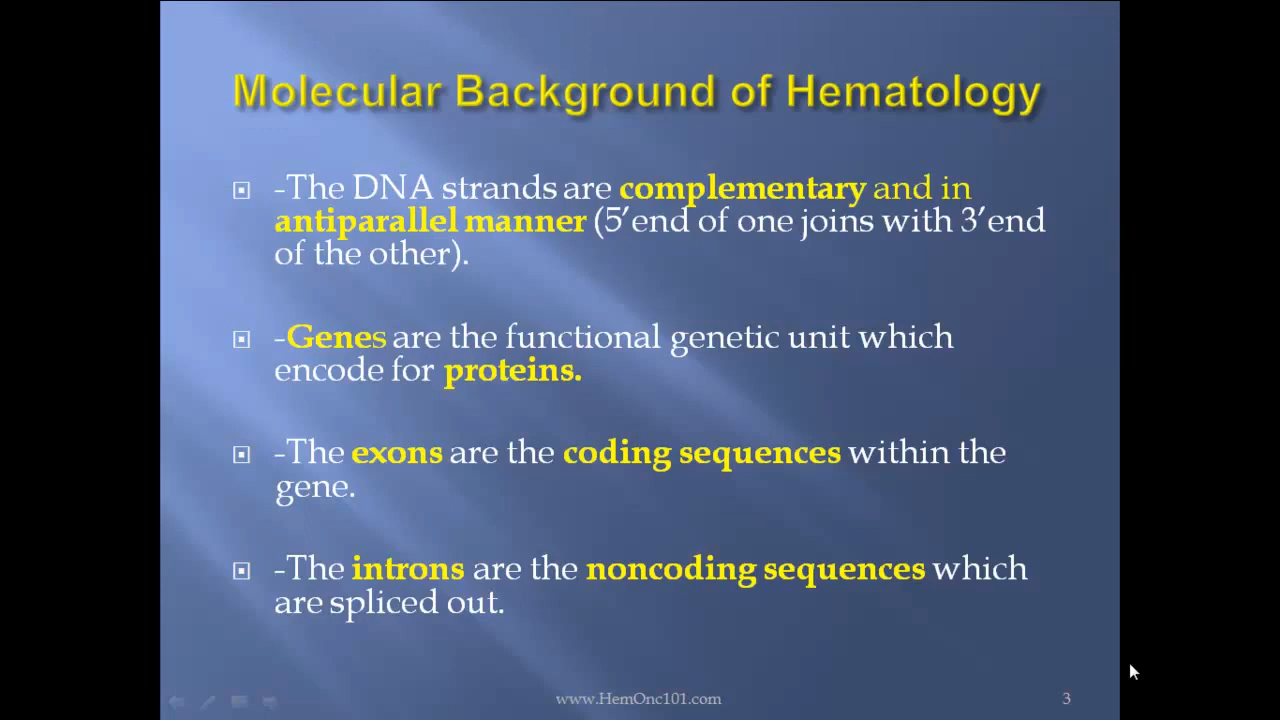 Molecular Background of Hematology
-The DNA strands are complementary and in
antiparallel manner (5’end of one joins with 3’end
of the other).
-Genes are the functional genetic unit which
encode for proteins.
-The exons are the coding sequences within the
gene.
-The introns are the noncoding sequences which
are spliced out.
www.HemOnc101.com
3